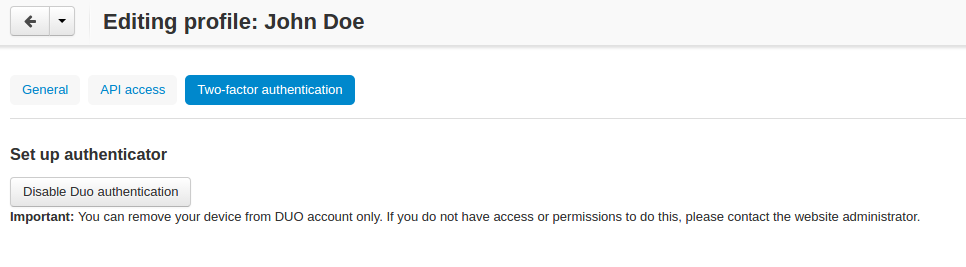 Editing profile: John Doe
General API access Two-factor authentication
Set up authenticator
Disable Duo authentication
Important: You can remove your device from DUO account only. If you do not have access or permissions to do this, please contact the website administrator.